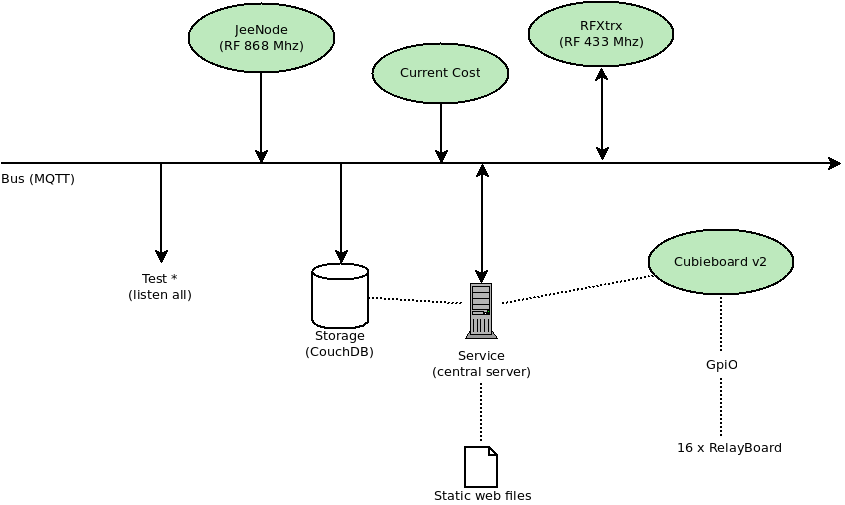 JeeNode
(RF 868 Mhz)
RFXtrx
(RF 433 Mhz)
Current Cost
Bus (MQTT)
Test *
(listen all)
Storage
(CouchDB)
Service
(central server)
Cubieboard v2
GpiO
16 x RelayBoard
Static web files